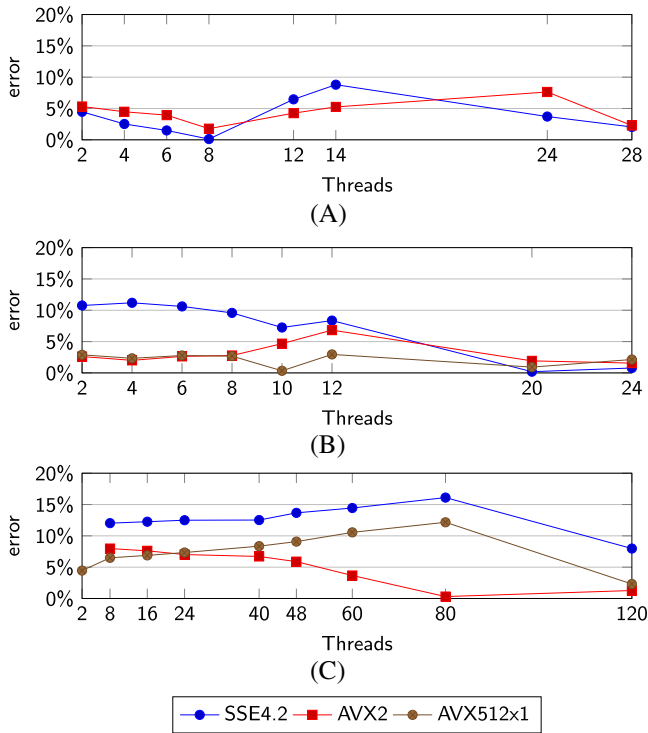 20%
15%
10%
5%
0%
error
2 4 6 8 12 14 24 28
Threads
(A)
20%
15%
10%
5%
0%
error
2 4 6 8 10 12 20 24
Threads
(B)
20%
15%
10%
5%
0%
error
2 8 16 24 40 48 60 80 120
Threads
(C)
SSE4.2 AVX2 AVX512x1